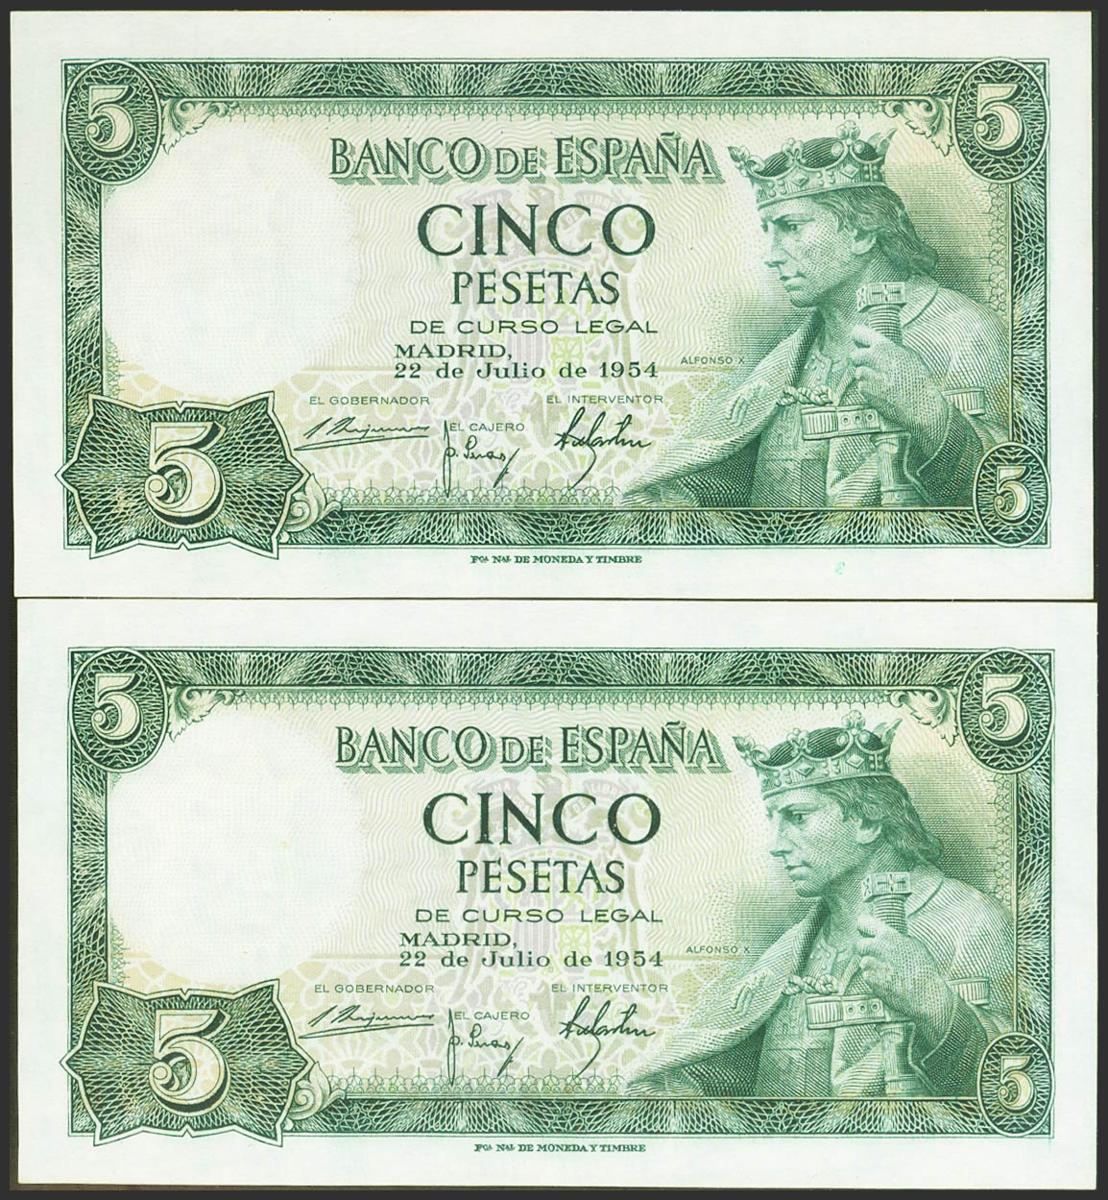 5 5
BANCO DE ESPAÑA
CINCO
PESETAS
DE CURSO LEGAL
MADRID,
22 de Julio de 1954
ALFONSO X
EL GOBERNADOR EL INTERVENTOR
EL CAJERO
5 5
Fca. Nal. DE MONEDA Y TIMBRE
5 5
BANCO DE ESPAÑA
CINCO
PESETAS
DE CURSO LEGAL
MADRID,
22 de Julio de 1954
ALFONSO X
EL GOBERNADOR EL INTERVENTOR
EL CAJERO
5 5
Fca. Nal. DE MONEDA Y TIMBRE